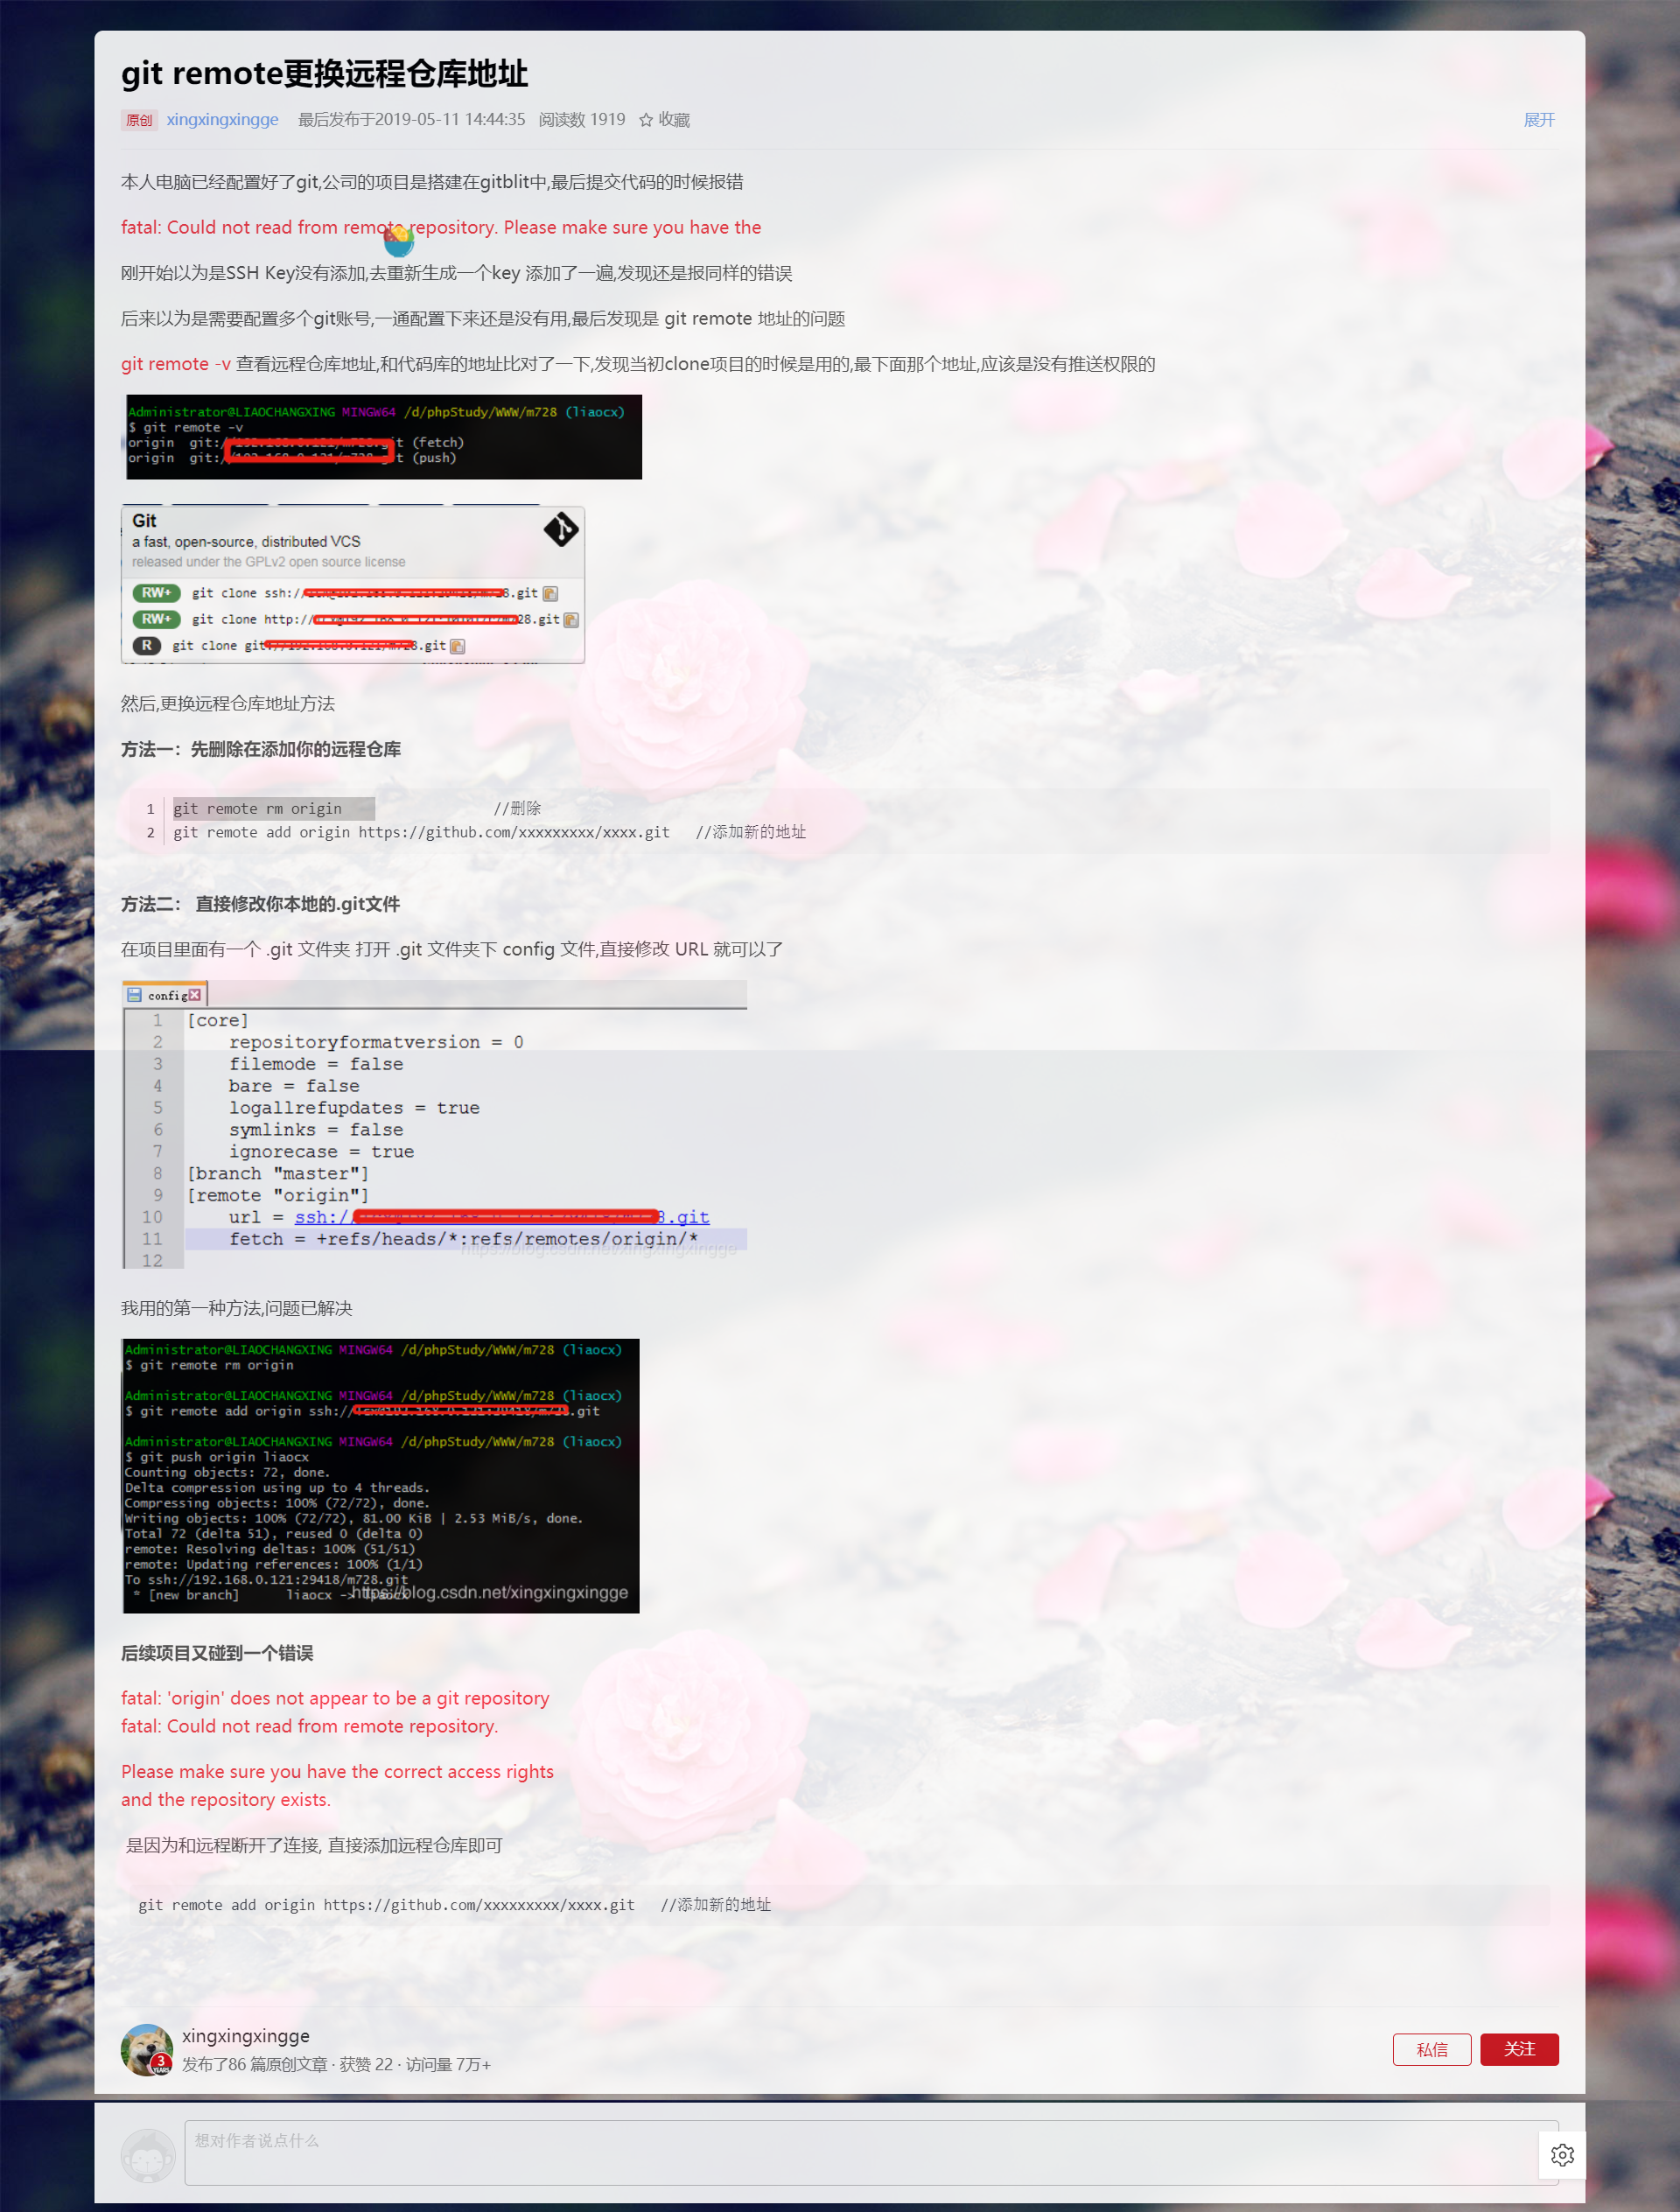 git remote更换远程仓库地址
原创 xingxingxingge 最后发布于2019-05-11 14:44:35 阅读数 1919 收藏 展开
本人电脑已经配置好了git,公司的项目是搭建在gitblit中,最后提交代码的时候报错
fatal: Could not read from remote repository. Please make sure you have the
刚开始以为是SSH Key没有添加,去重新生成一个key 添加了一遍,发现还是报同样的错误
后来以为是需要配置多个git账号,一通配置下来还是没有用,最后发现是 git remote 地址的问题
git remote -v 查看远程仓库地址,和代码库的地址比对了一下,发现当初clone项目的时候是用的,最下面那个地址,应该是没有推送权限的
Administrator@LIAOCHANGXING MINGW64 /d/phpStudy/WWW/m728 (liaocx)
$ git remote -v
origin git:/ t (fetch)
origin git:/ t (push)
Git
a fast, open-source, distributed VCS
released under the GPLv2 open source license
RW+ git clone ssh:// 8.git
RW+ git clone http:// 28.git
R git clone git 8.git
然后,更换远程仓库地址方法
方法一：先删除在添加你的远程仓库
1 git remote rm origin //删除
2 git remote add origin https://github.com/xxxxxxxxx/xxxx.git //添加新的地址
方法二： 直接修改你本地的.git文件
在项目里面有一个 .git 文件夹 打开 .git 文件夹下 config 文件,直接修改 URL 就可以了
config
1 [core]
2 repositoryformatversion = 0
3 filemode = false
4 bare = false
5 logallrefupdates = true
6 symlinks = false
7 ignorecase = true
8 [branch "master"]
9 [remote "origin"]
10 url = ssh:/ 8.git
11 fetch = +refs/heads/*:refs/remotes/origin/*
https://blog.csdn.net/xingxingxingge
12
我用的第一种方法,问题已解决
Administrator@LIAOCHANGXING MINGW64 /d/phpStudy/WWW/m728 (liaocx)
$ git remote rm origin
Administrator@LIAOCHANGXING MINGW64 /d/phpStudy/WWW/m728 (liaocx)
$ git remote add origin ssh:// .git
Administrator@LIAOCHANGXING MINGW64 /d/phpStudy/WWW/m728 (liaocx)
$ git push origin liaocx
Counting objects: 72, done.
Delta compression using up to 4 threads.
Compressing objects: 100% (72/72), done.
Writing objects: 100% (72/72), 81.00 KiB | 2.53 MiB/s, done.
Total 72 (delta 51), reused 0 (delta 0)
remote: Resolving deltas: 100% (51/51)
remote: Updating references: 100% (1/1)
To ssh://192.168.0.121:29418/m728.git
* [new branch] liaocx -> liaocx
https://blog.csdn.net/xingxingxingge
后续项目又碰到一个错误
fatal: 'origin' does not appear to be a git repository
fatal: Could not read from remote repository.
Please make sure you have the correct access rights
and the repository exists.
是因为和远程断开了连接, 直接添加远程仓库即可
git remote add origin https://github.com/xxxxxxxxx/xxxx.git //添加新的地址
3 YEARS
xingxingxingge
发布了86 篇原创文章 · 获赞 22 · 访问量 7万+
私信 关注
想对作者说点什么